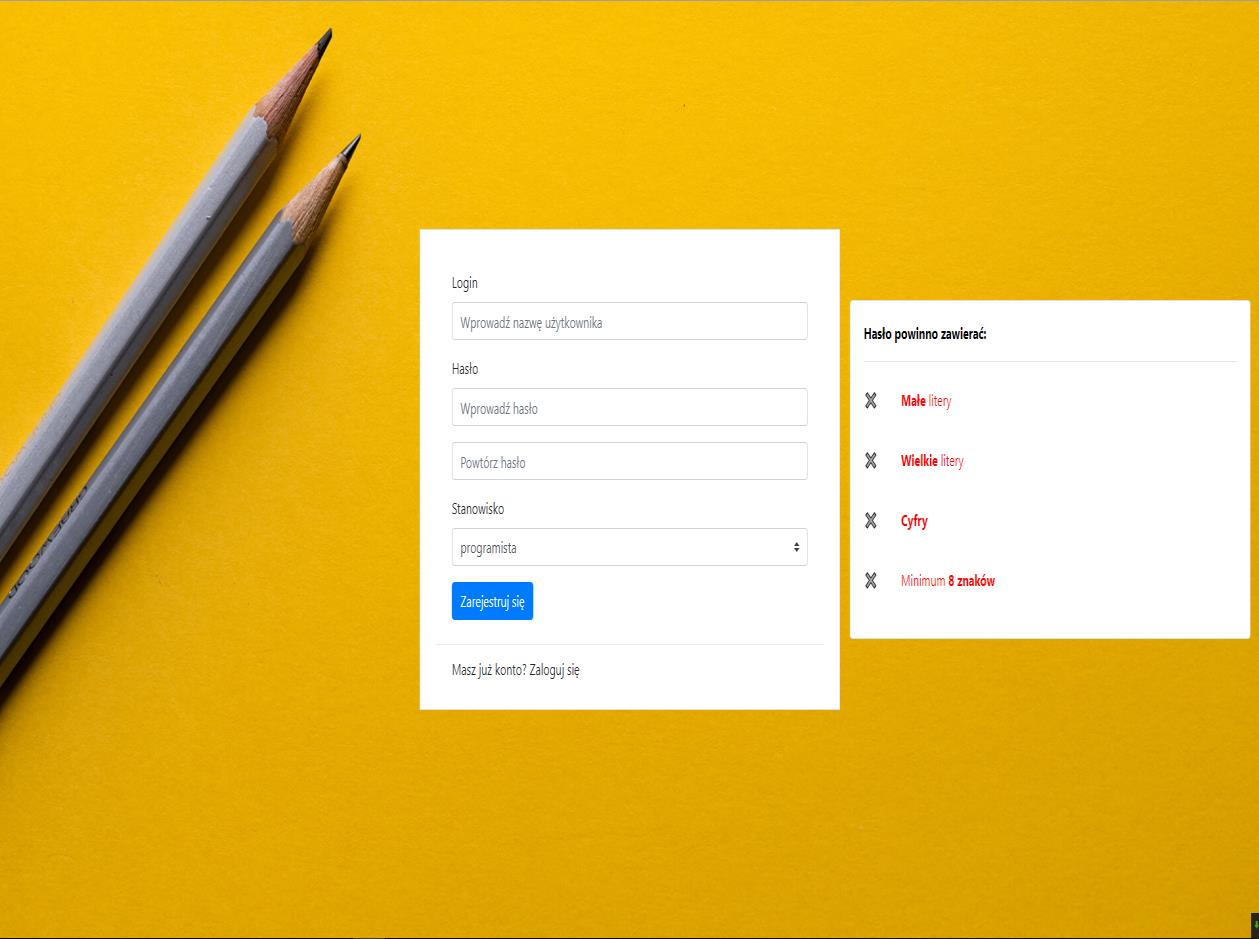 Login
Wprowadź nazwę użytkownika
Hasło
Wprowadź hasło
Powtórz hasło
Stanowisko
programista
Zarejestruj się
Masz już konto? Zaloguj się
Hasło powinno zawierać:
Małe litery
Wielkie litery
Cyfry
Minimum 8 znaków